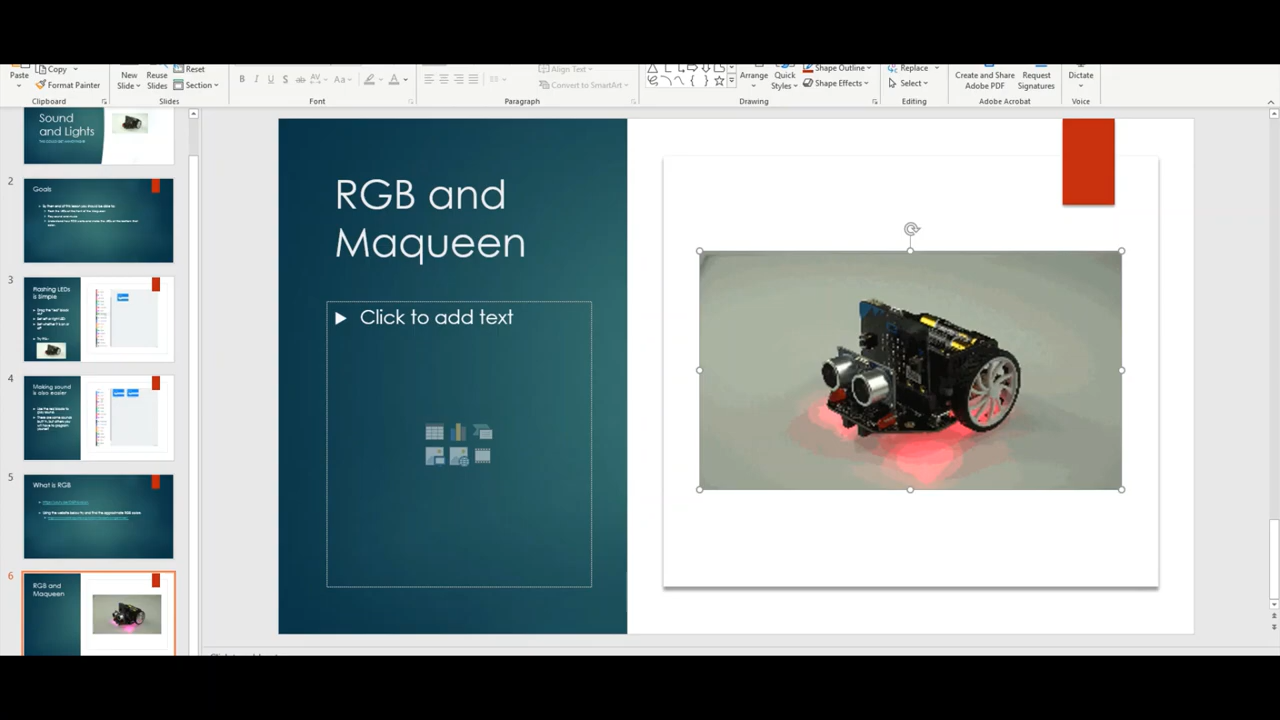 Paste
Copy
Format Painter
Clipboard
New Slide
Reuse Slides
Reset
Section
Slides
B I U S ab AV Aa A
Font
Align Text
Convert to SmartArt
Paragraph
Arrange
Quick Styles
Shape Outline
Shape Effects
Drawing
Replace
Select
Editing
Create and Share Adobe PDF
Request Signatures
Adobe Acrobat
Dictate
Voice
Sound
and Lights
2
Goals
3
Flashing LEDs
is Simple
4
Making sound
is also easier
5
What is RGB
6
RGB and
Maqueen
RGB and
Maqueen
Click to add text